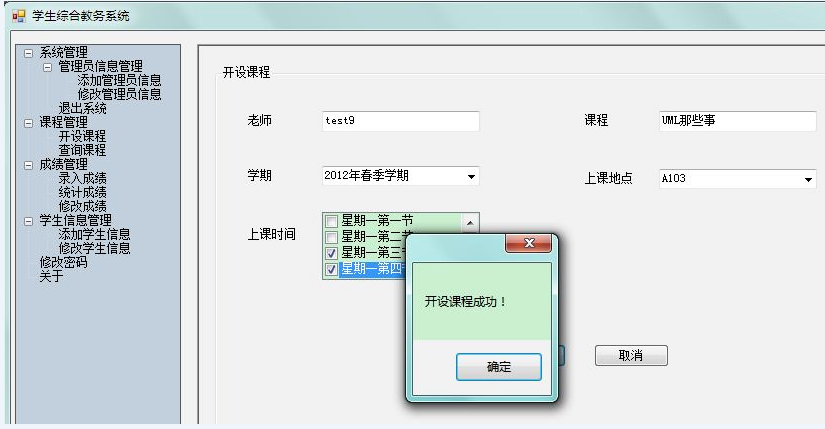 学生综合教务系统
系统管理
管理员信息管理
添加管理员信息
修改管理员信息
退出系统
课程管理
开设课程
查询课程
成绩管理
录入成绩
统计成绩
修改成绩
学生信息管理
添加学生信息
修改学生信息
修改密码
关于
开设课程
老师
test9
课程
UML那些事
学期
2012年春季学期
上课地点
A103
上课时间
星期一第一节
星期一第二节
星期一第三节
星期一第四
开设课程成功！
确定
取消